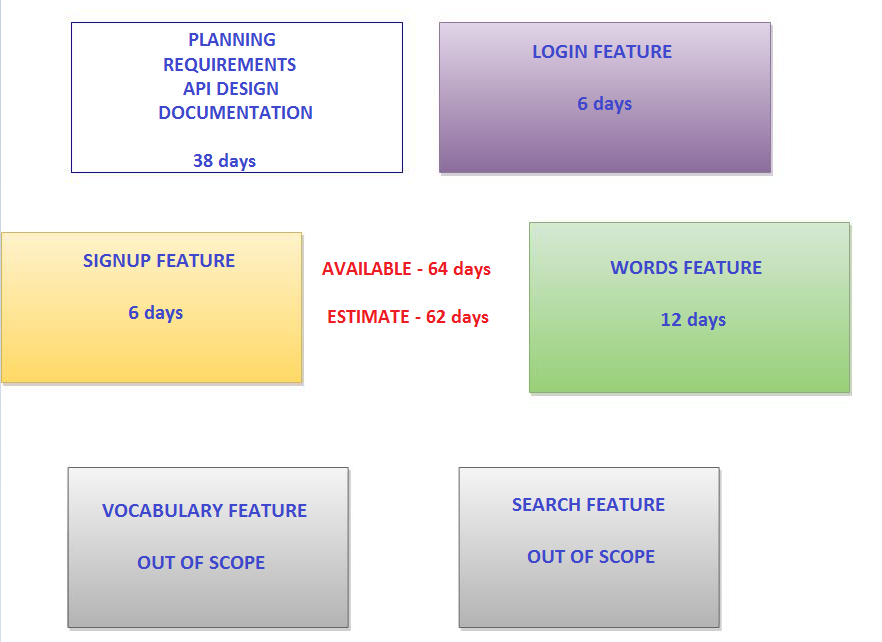 PLANNING
REQUIREMENTS
API DESIGN
DOCUMENTATION
38 days
LOGIN FEATURE
6 days
SIGNUP FEATURE
6 days
AVAILABLE - 64 days
ESTIMATE - 62 days
WORDS FEATURE
12 days
VOCABULARY FEATURE
OUT OF SCOPE
SEARCH FEATURE
OUT OF SCOPE